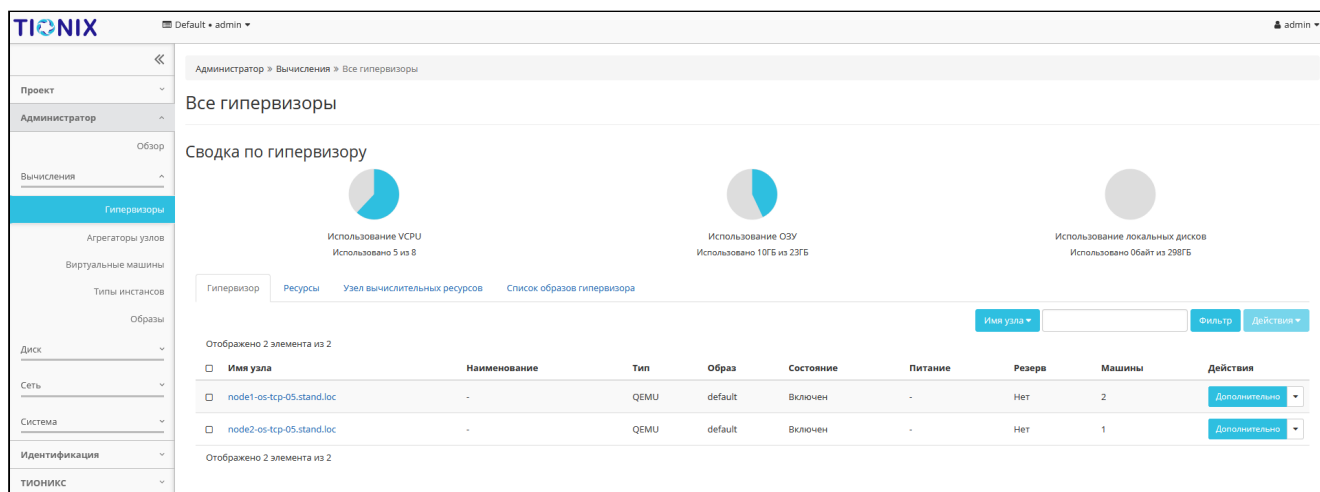 TIONIX
Default • admin
admin
Администратор » Вычисления » Все гипервизоры
Проект
Администратор
Обзор
Вычисления
Гипервизоры
Агрегаторы узлов
Виртуальные машины
Типы инстансов
Образы
Диск
Сеть
Система
Идентификация
ТИОНИКС
Все гипервизоры
Сводка по гипервизору
Использование VCPU
Использовано 5 из 8
Использование ОЗУ
Использовано 10ГБ из 23ГБ
Использование локальных дисков
Использовано 0байт из 298ГБ
Гипервизор Ресурсы Узел вычислительных ресурсов Список образов гипервизора
Имя узла Фильтр Действия
Отображено 2 элемента из 2
Имя узла Наименование Тип Образ Состояние Питание Резерв Машины Действия
node1-os-tcp-05.stand.loc - QEMU default Включен - Нет 2 Дополнительно
node2-os-tcp-05.stand.loc - QEMU default Включен - Нет 1 Дополнительно
Отображено 2 элемента из 2